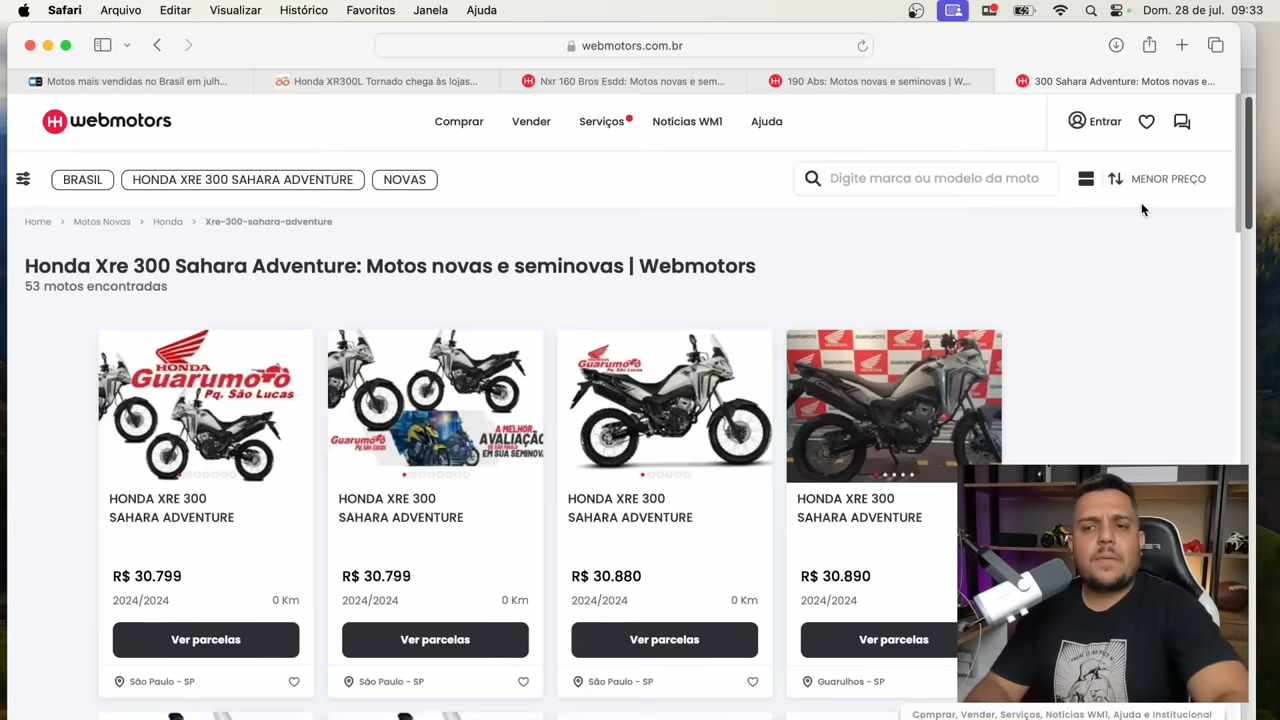 Safari Arquivo Editar Visualizar Histórico Favoritos Janela Ajuda Dom. 28 de jul. 09:33
webmotors.com.br
Motos mais vendidas no Brasil em julh... Honda XR300L Tornado chega às lojas... Nxr 160 Bros Esdd: Motos novas e sem... 190 Abs: Motos novas e seminovas | W... 300 Sahara Adventure: Motos novas e...
webmotors Comprar Vender Serviços Notícias WM1 Ajuda Entrar
BRASIL HONDA XRE 300 SAHARA ADVENTURE NOVAS Digite marca ou modelo da moto MENOR PREÇO
Home > Motos Novas > Honda > Xre-300-sahara-adventure
Honda Xre 300 Sahara Adventure: Motos novas e seminovas | Webmotors
53 motos encontradas
HONDA
Guarumoto
Pq. São Lucas
A MELHOR
AVALIAÇÃO
DE SÃO PAULO
EM SUA SEMINOVA
Guarumoto
Pq. São Lucas
HONDA
Guarumoto
Pq. São Lucas
HONDA
HONDA XRE 300 HONDA XRE 300 HONDA XRE 300 HONDA XRE 300
SAHARA ADVENTURE SAHARA ADVENTURE SAHARA ADVENTURE SAHARA ADVENTURE
R$ 30.799 R$ 30.799 R$ 30.880 R$ 30.890
2024/2024 0 Km 2024/2024 0 Km 2024/2024 0 Km 2024/2024
Ver parcelas Ver parcelas Ver parcelas Ver parcelas
São Paulo - SP São Paulo - SP São Paulo - SP Guarulhos - SP
Comprar, Vender, Serviços, Notícias WM1, Ajuda e Institucional